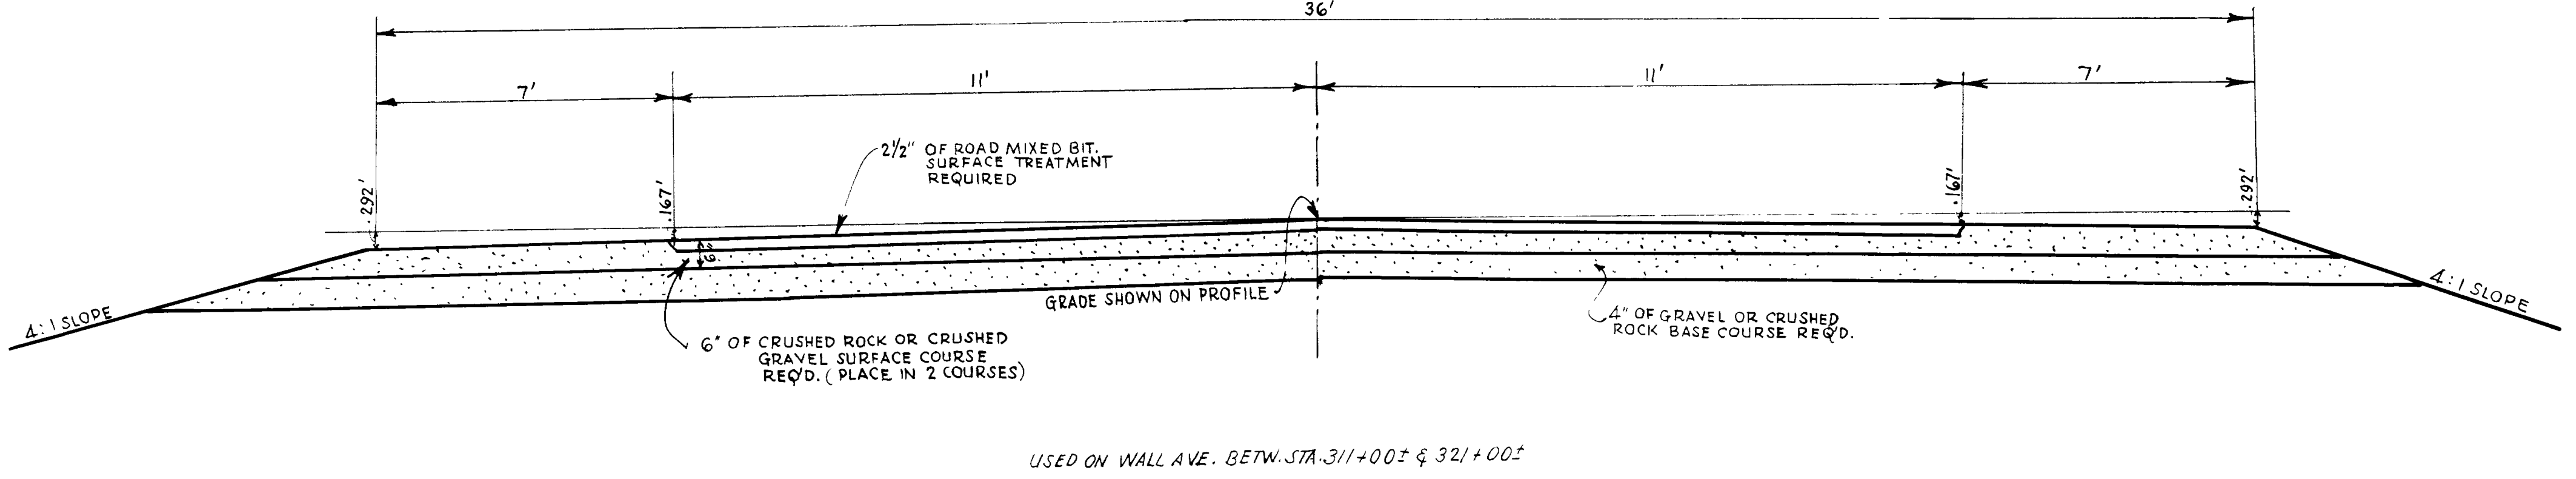 36'
7'
11'
11'
7'
2 1/2" OF ROAD MIXED BIT.
SURFACE TREATMENT
REQUIRED
.292'
.167'
.167'
.292'
6"
GRADE SHOWN ON PROFILE
4:1 SLOPE
4:1 SLOPE
4" OF GRAVEL OR CRUSHED
ROCK BASE COURSE REQ'D.
6" OF CRUSHED ROCK OR CRUSHED
GRAVEL SURFACE COURSE
REQ'D. (PLACE IN 2 COURSES)
USED ON WALL AVE. BETW. STA. 311+00± & 321+00±